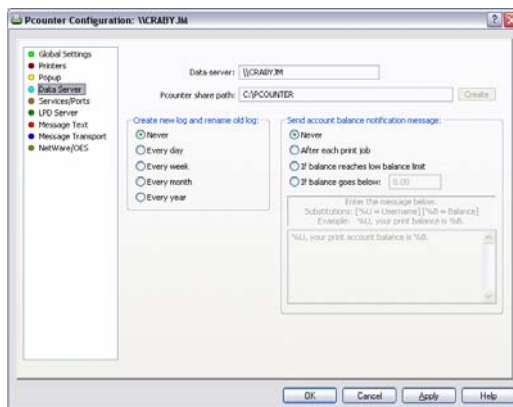 Pcounter Configuration: \\CRABYJM
Global Settings
Printers
Popup
Data Server
Services/Ports
LPD Server
Message Text
Message Transport
NetWare/OES
Data server: \\CRABYJM
Pcounter share path: C:\PCOUNTER
Create
Create new log and rename old log:
Never
Every day
Every week
Every month
Every year
Send account balance notification message:
Never
After each print job
If balance reaches low balance limit
If balance goes below: 0.00
Enter the message below.
Substitutions: [%U = Username] [%B = Balance]
Example: %U, your print balance is %B.
%U, your print account balance is %B.
OK
Cancel
Apply
Help